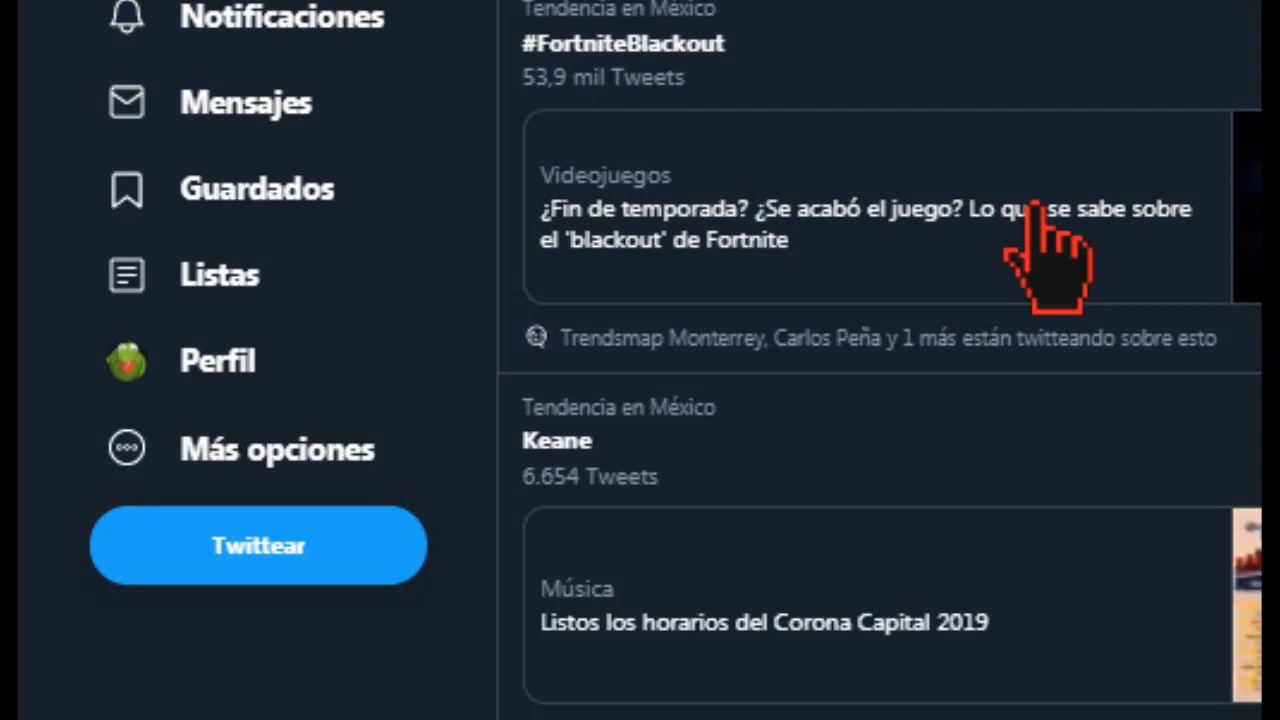 Notificaciones
Mensajes
Guardados
Listas
Perfil
Más opciones
Twittear
Tendencia en México
#FortniteBlackout
53,9 mil Tweets
Videojuegos
¿Fin de temporada? ¿Se acabó el juego? Lo que se sabe sobre
el 'blackout' de Fortnite
Trendsmap Monterrey, Carlos Peña y 1 más están twitteando sobre esto
Tendencia en México
Keane
6.654 Tweets
Música
Listos los horarios del Corona Capital 2019